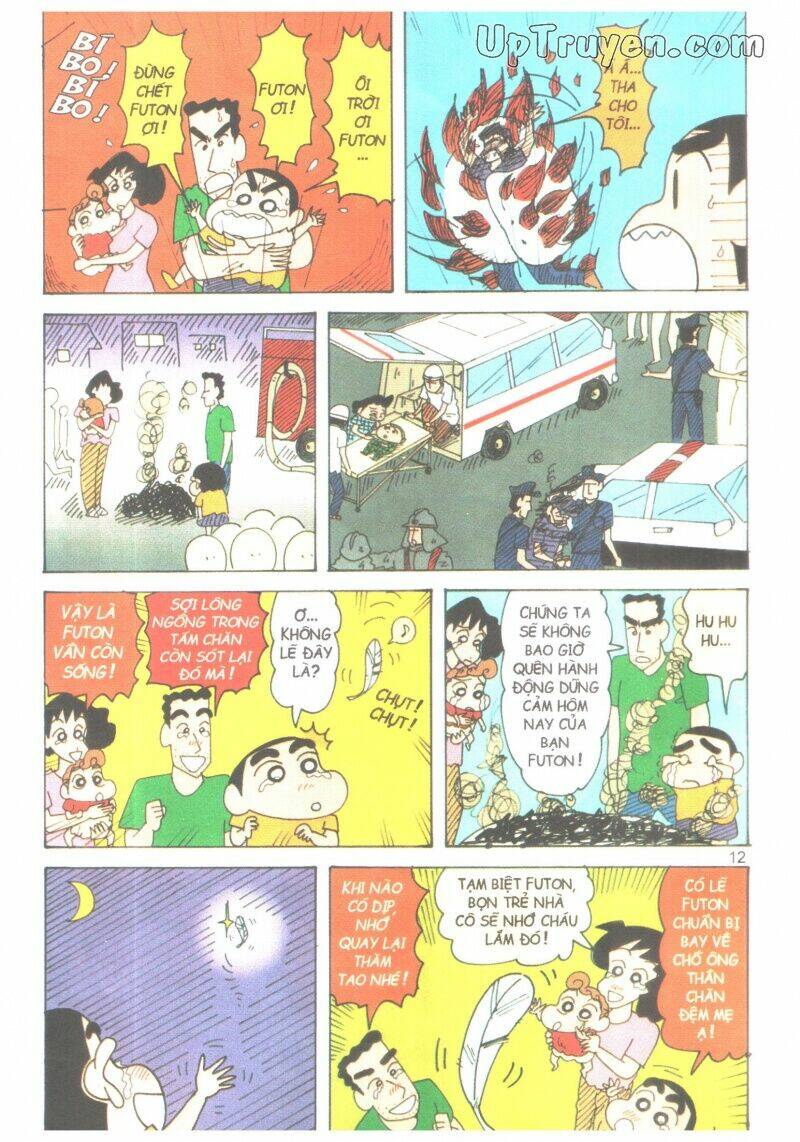 UpTruyen.com
Á Á...
THA
CHO
TÔI...
ÔI
TRỜI
ƠI
FUTON
...
FUTON
ƠI!
ĐỪNG
CHẾT
FUTON
ƠI!
BÍ
BO!
BÍ
BO!
HU HU
HU...
CHÚNG TA
SẼ KHÔNG
BAO GIỜ
QUÊN HÀNH
ĐỘNG DŨNG
CẢM HÔM
NAY CỦA
BẠN
FUTON!
CHỤT!
CHỤT!
Ơ...
KHÔNG
LẼ ĐÂY
LÀ?
SỢI LÔNG
NGỖNG TRONG
TẤM CHĂN
CÒN SÓT LẠI
ĐÓ MÀ!
VẬY LÀ
FUTON
VẪN CÒN
SỐNG!
12
CÓ LẼ
FUTON
CHUẨN BỊ
BAY VỀ
CHỖ ÔNG
THẦN
CHĂN
ĐỆM MẸ
Ạ!
TẠM BIỆT FUTON,
BỌN TRẺ NHÀ
CÔ SẼ NHỚ CHÁU
LẮM ĐÓ!
KHI NÀO
CÓ DỊP,
NHỚ
QUAY LẠI
THĂM
TAO NHÉ!